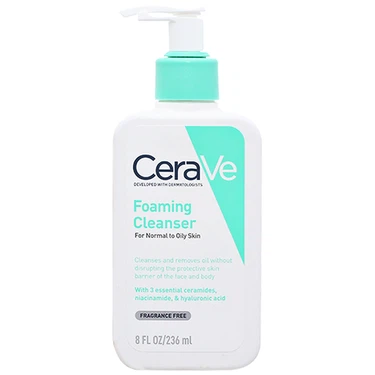 CeraVe
DEVELOPED WITH DERMATOLOGISTS
Foaming
Cleanser
For Normal to Oily Skin
Cleanses and removes oil without
disrupting the protective skin
barrier of the face and body
With 3 essential ceramides,
niacinamide, & hyaluronic acid
FRAGRANCE FREE
8 FL OZ/236 ml